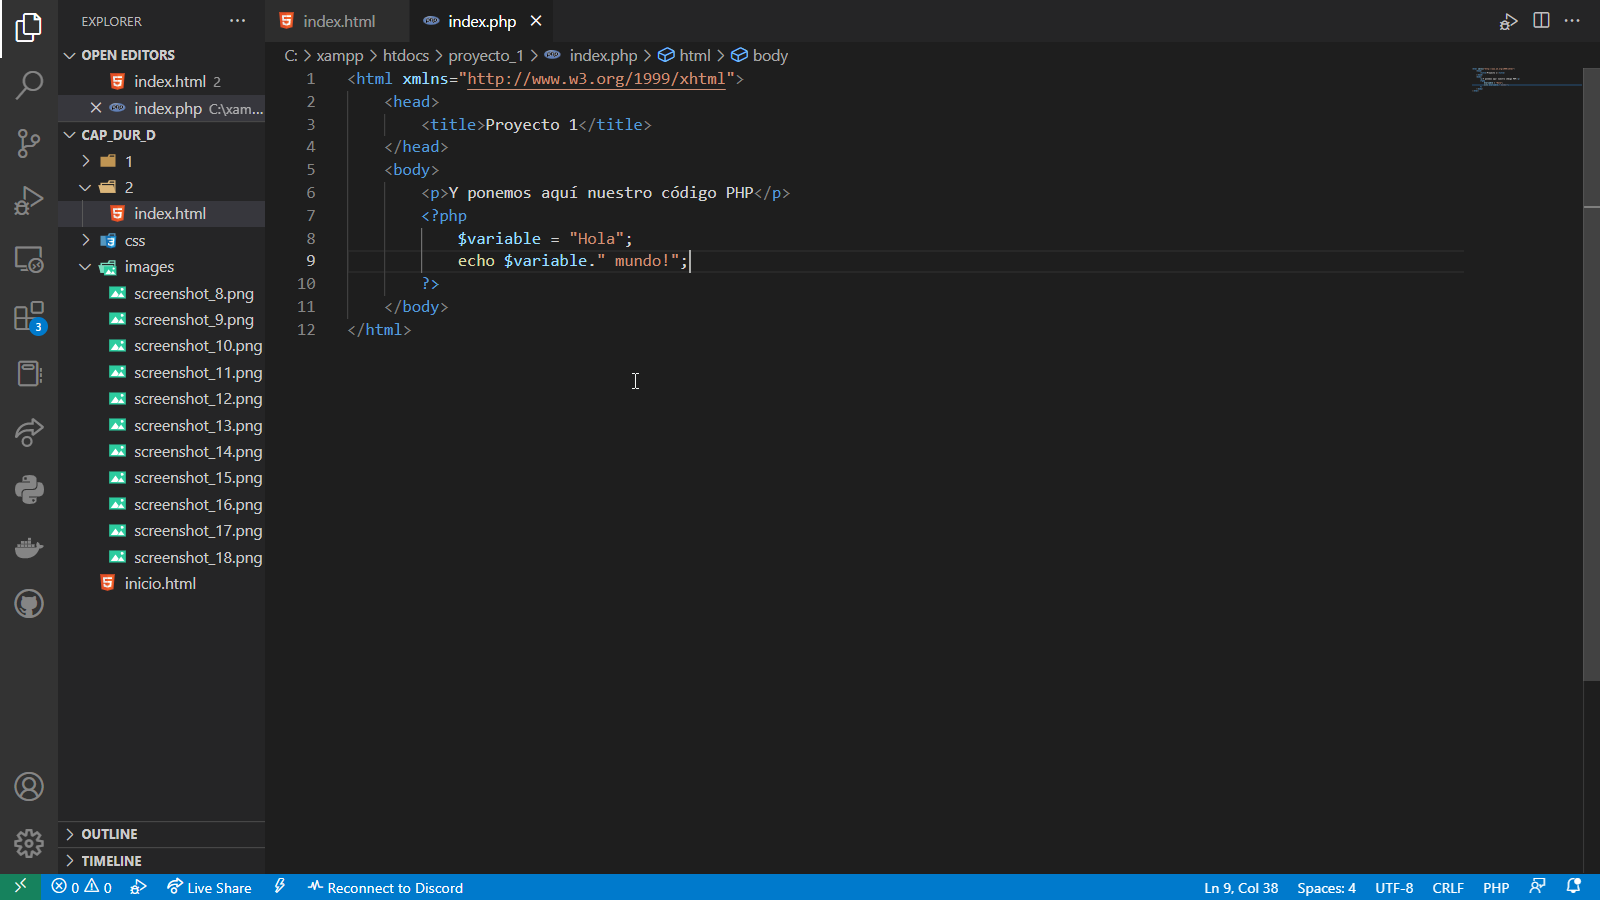 EXPLORER
OPEN EDITORS
index.html 2
index.php C:\xam...
CAP_DUR_D
1
2
index.html
css
images
screenshot_8.png
screenshot_9.png
screenshot_10.png
screenshot_11.png
screenshot_12.png
screenshot_13.png
screenshot_14.png
screenshot_15.png
screenshot_16.png
screenshot_17.png
screenshot_18.png
inicio.html
OUTLINE
TIMELINE
3
index.html
index.php
C: > xampp > htdocs > proyecto_1 > index.php > html > body
1 <html xmlns="http://www.w3.org/1999/xhtml">
2 <head>
3 <title>Proyecto 1</title>
4 </head>
5 <body>
6 <p>Y ponemos aquí nuestro código PHP</p>
7 <?php
8 $variable = "Hola";
9 echo $variable." mundo!";
10 ?>
11 </body>
12 </html>
0 0 Live Share Reconnect to Discord Ln 9, Col 38 Spaces: 4 UTF-8 CRLF PHP